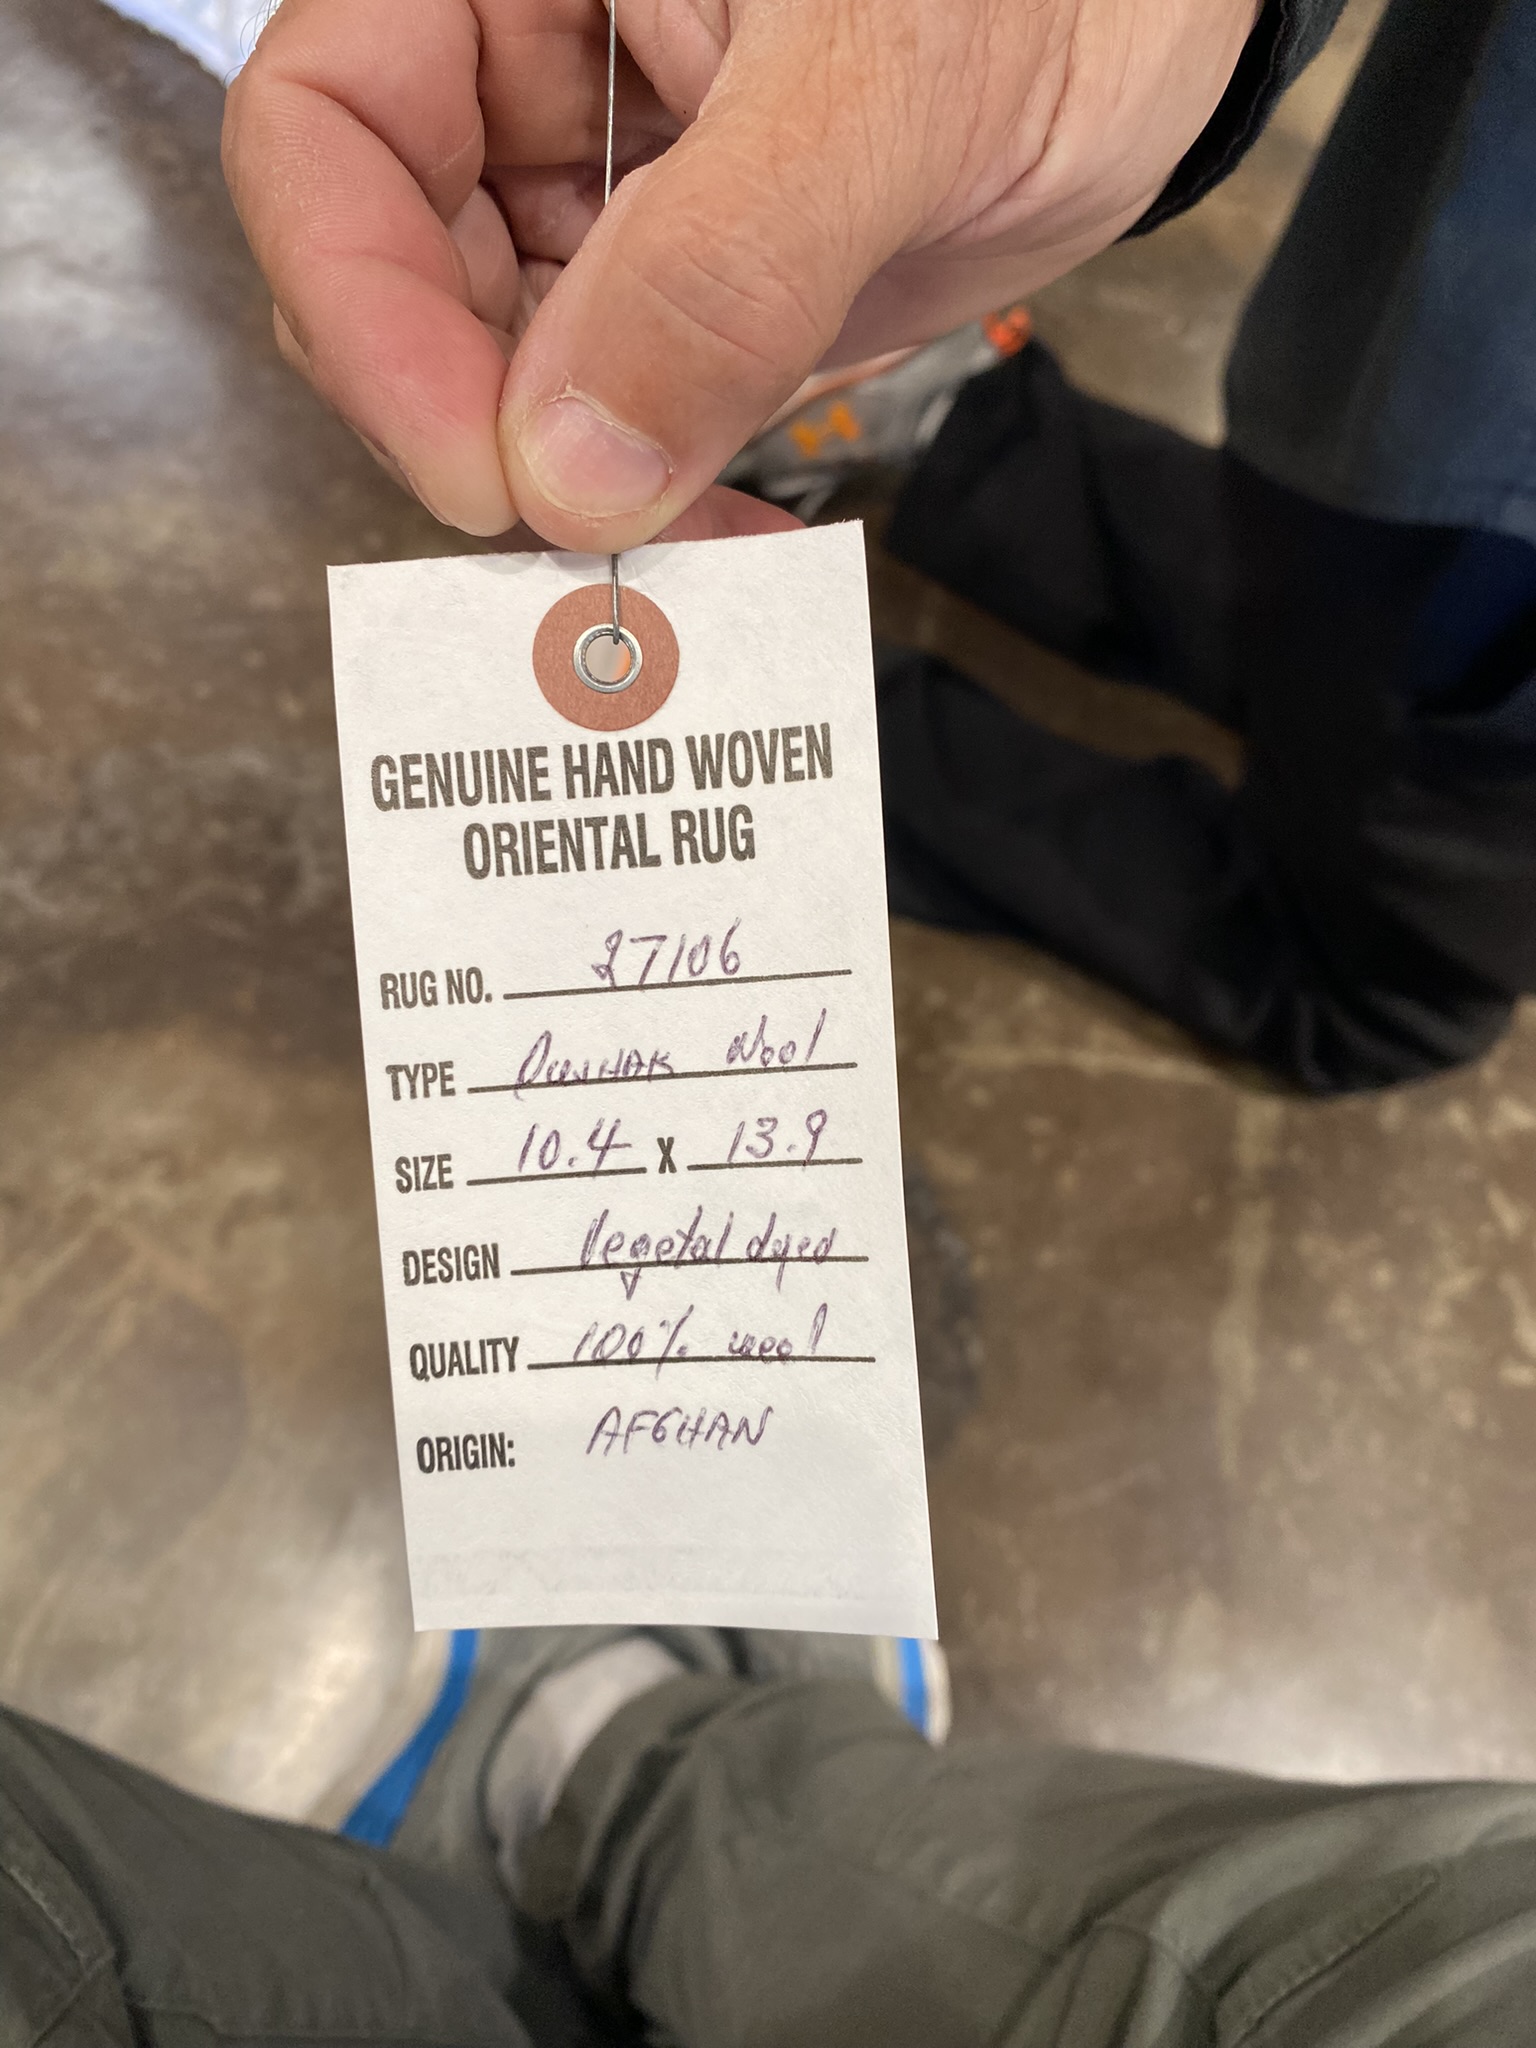 GENUINE HAND WOVEN
ORIENTAL RUG
RUG NO. 27106
TYPE Oushak Wool
SIZE 10.4 X 13.9
DESIGN Vegetal dyed
QUALITY 100% wool
ORIGIN: AFGHAN